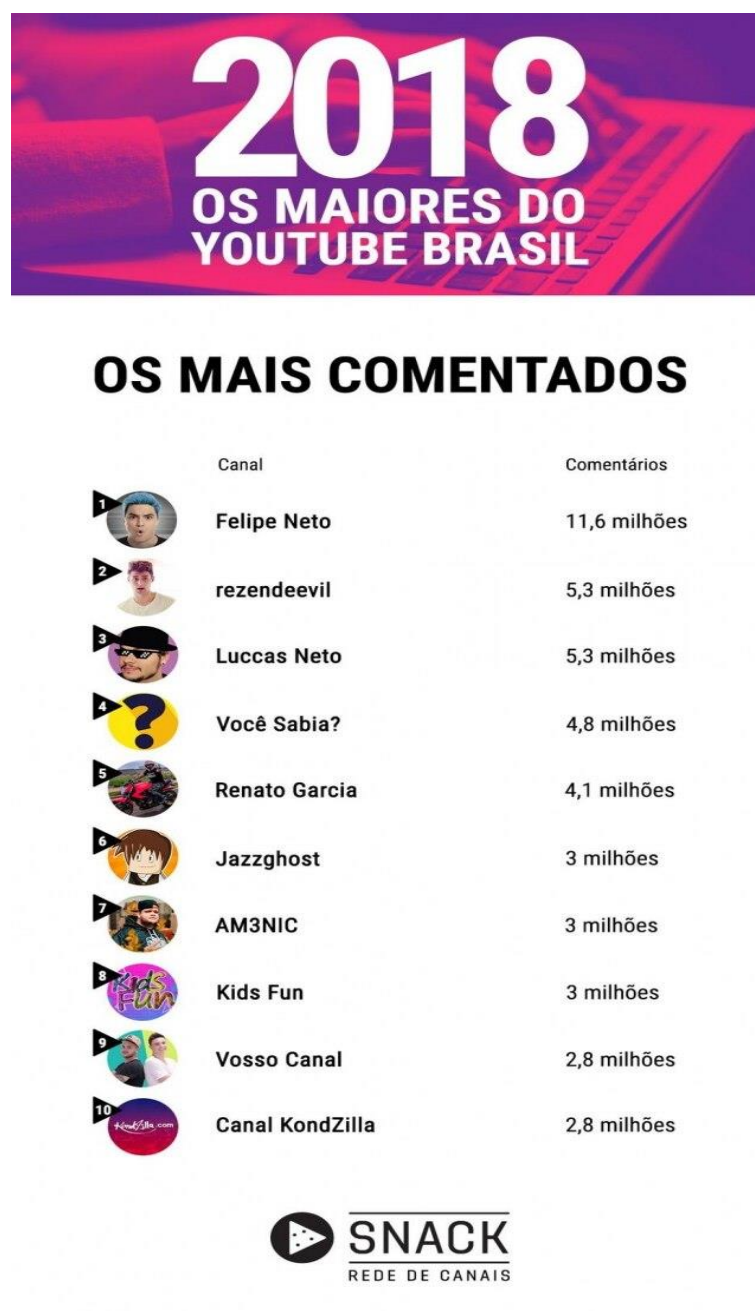 2018
OS MAIORES DO
YOUTUBE BRASIL
OS MAIS COMENTADOS
Canal Comentários
1 Felipe Neto 11,6 milhões
2 rezendeevil 5,3 milhões
3 Luccas Neto 5,3 milhões
4 ? Você Sabia? 4,8 milhões
5 Renato Garcia 4,1 milhões
6 Jazzghost 3 milhões
7 AM3NIC 3 milhões
8 Kids Fun Kids Fun 3 milhões
9 Vosso Canal 2,8 milhões
10 KondZilla.com Canal KondZilla 2,8 milhões
SNACK
REDE DE CANAIS